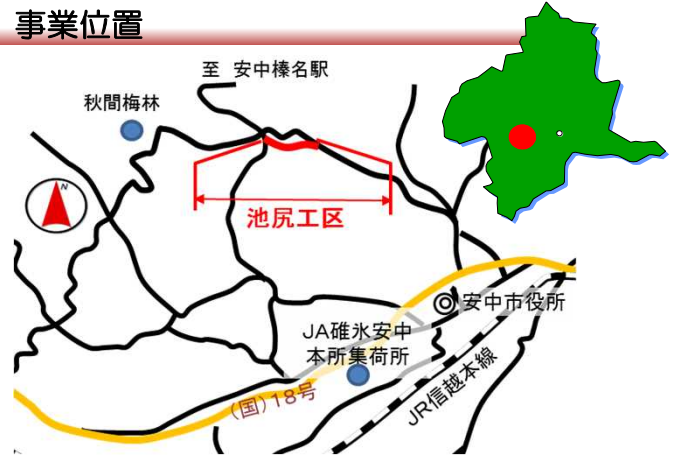 事業位置
至 安中榛名駅
秋間梅林
N
池尻工区
安中市役所
JA碓氷安中
本所集荷所
(国)18号
JR信越本線